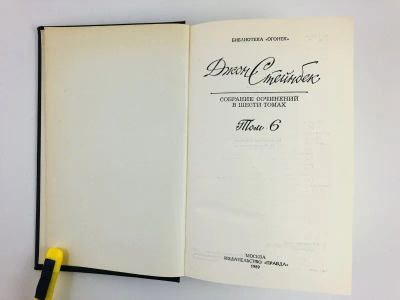 БИБЛИОТЕКА «ОГОНЕК»
Джон Стейнбек
СОБРАНИЕ СОЧИНЕНИЙ
В ШЕСТИ ТОМАХ
Том 6
МОСКВА
ИЗДАТЕЛЬСТВО «ПРАВДА»
1989